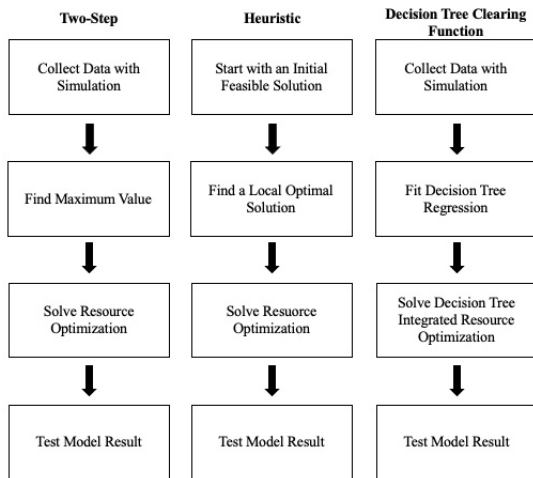 Two-Step
Collect Data with
Simulation
Find Maximum Value
Solve Resource
Optimization
Test Model Result
Heuristic
Start with an Initial
Feasible Solution
Find a Local Optimal
Solution
Solve Resuorce
Optimization
Test Model Result
Decision Tree Clearing
Function
Collect Data with
Simulation
Fit Decision Tree
Regression
Solve Decision Tree
Integrated Resource
Optimization
Test Model Result